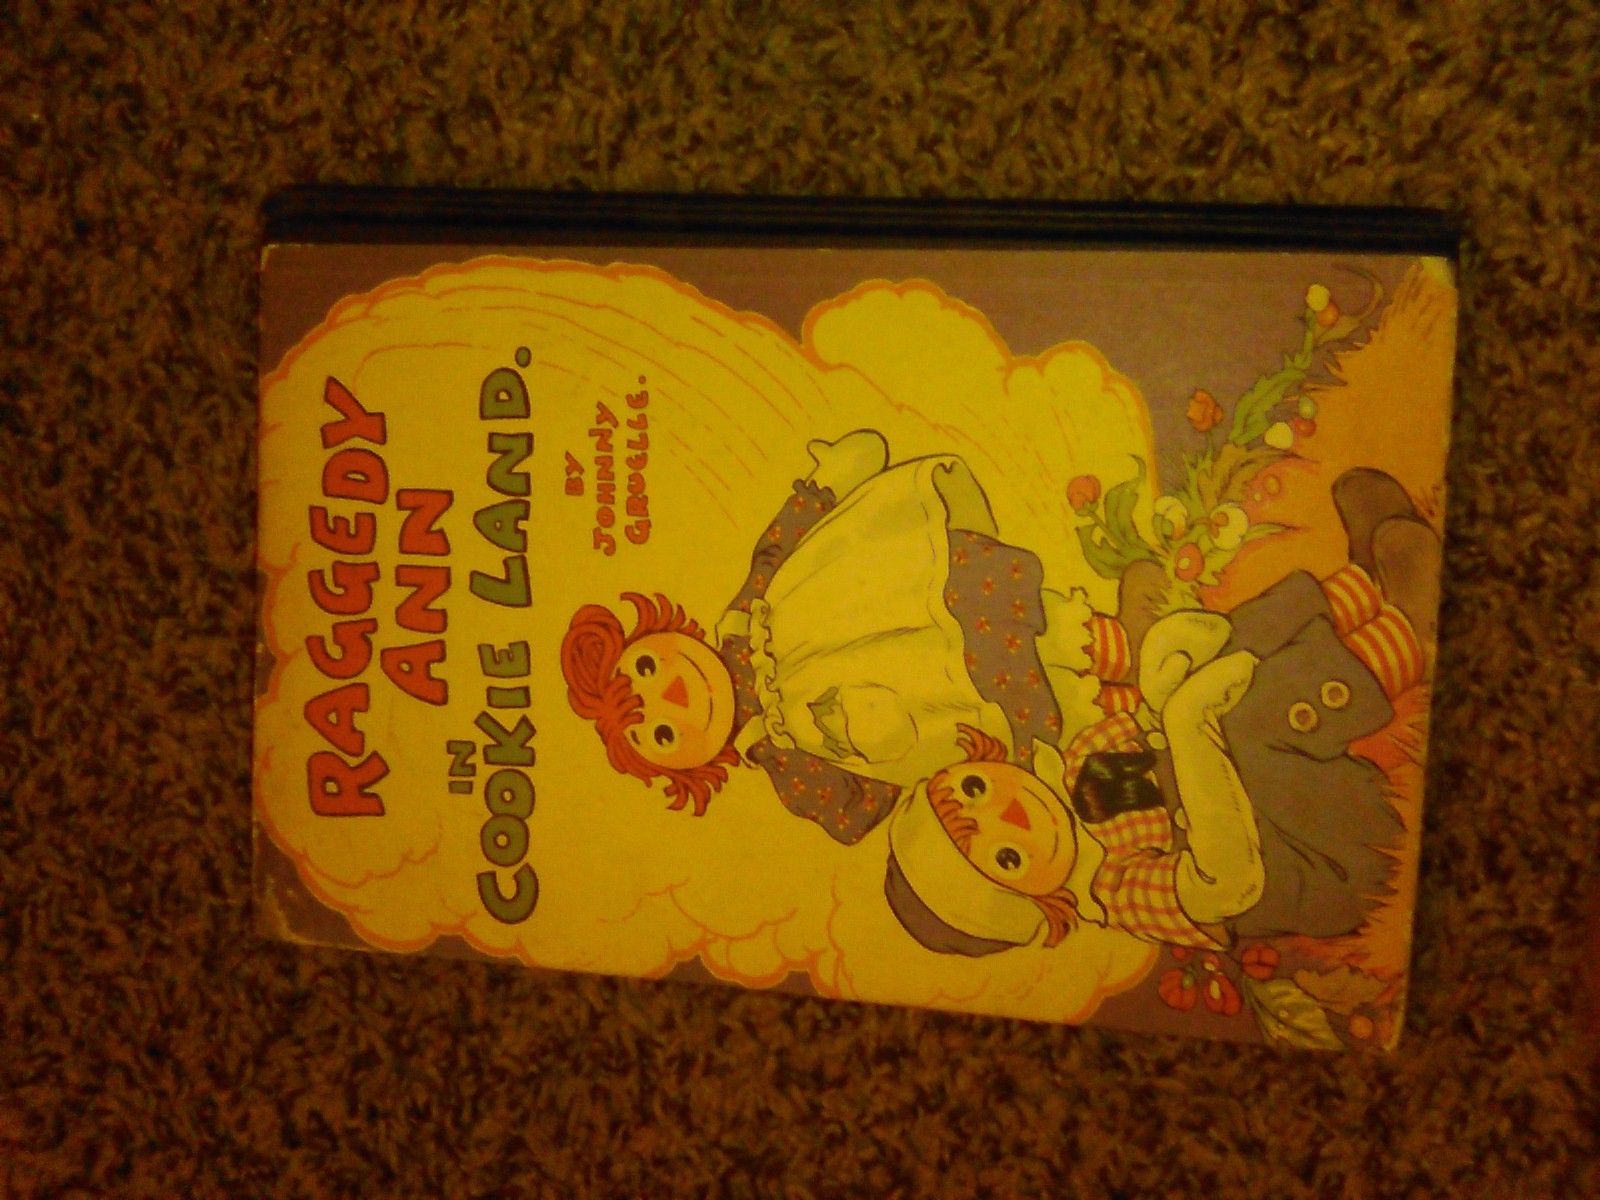 RAGGEDY
ANN
IN
COOKIE LAND.
BY
JOHNNY
GRUELLE.